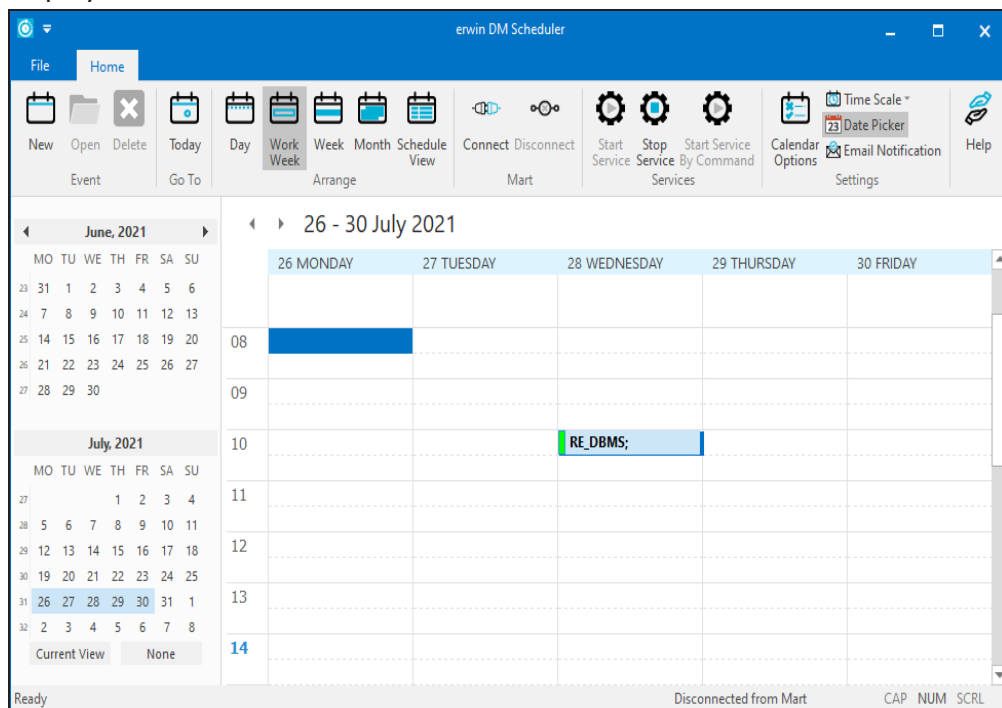 erwin DM Scheduler
File Home
New Open Delete Today Day Work Week Week Month Schedule View Connect Disconnect Start Service Stop Service Start Service By Command Calendar Options Time Scale Help
23 Date Picker
Email Notification
Event Go To Arrange Mart Services Settings
June, 2021
MO TU WE TH FR SA SU
23 31 1 2 3 4 5 6
24 7 8 9 10 11 12 13
25 14 15 16 17 18 19 20
26 21 22 23 24 25 26 27
27 28 29 30
July, 2021
MO TU WE TH FR SA SU
27 1 2 3 4
28 5 6 7 8 9 10 11
29 12 13 14 15 16 17 18
30 19 20 21 22 23 24 25
31 26 27 28 29 30 31 1
32 2 3 4 5 6 7 8
Current View None
26 - 30 July 2021
26 MONDAY 27 TUESDAY 28 WEDNESDAY 29 THURSDAY 30 FRIDAY
08
09
10 RE_DBMS;
11
12
13
14
Ready Disconnected from Mart CAP NUM SCRL